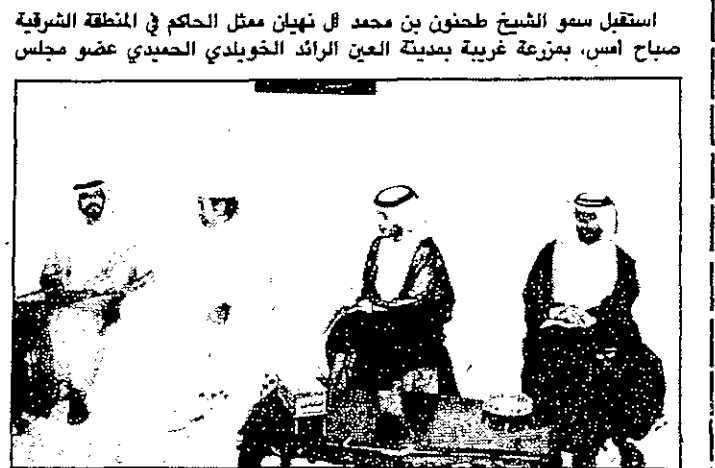 استقبل سمو الشيخ طحنون بن محمد آل نهيان ممثل الحاكم في المنطقة الشرقية
صباح أمس، بمزرعة غريبة بمدينة العين الرائد الخويلدي الحميدي عضو مجلس